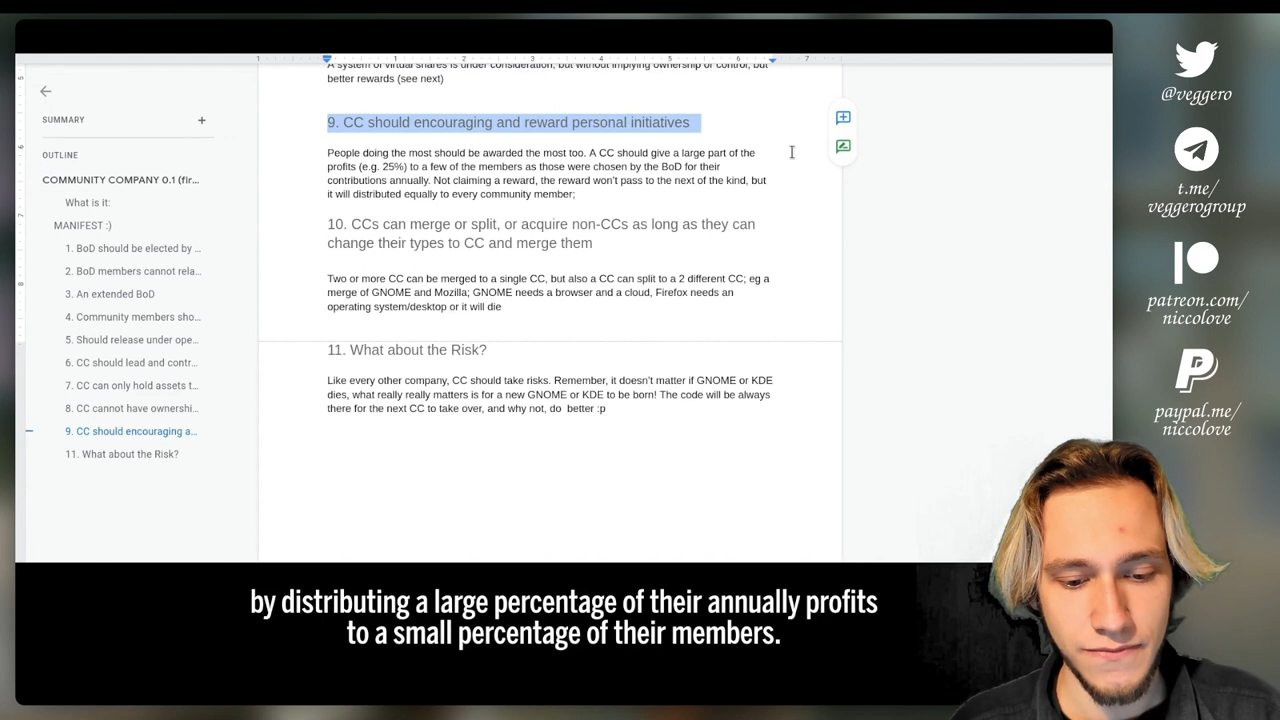 1 1 2 3 4 5 6 7
A system of virtual shares is under consideration, but without implying ownership or control, but
better rewards (see next)
9. CC should encouraging and reward personal initiatives
People doing the most should be awarded the most too. A CC should give a large part of the
profits (e.g. 25%) to a few of the members as those were chosen by the BoD for their
contributions annually. Not claiming a reward, the reward won't pass to the next of the kind, but
it will distributed equally to every community member;
10. CCs can merge or split, or acquire non-CCs as long as they can
change their types to CC and merge them
Two or more CC can be merged to a single CC, but also a CC can split to a 2 different CC; eg a
merge of GNOME and Mozilla; GNOME needs a browser and a cloud, Firefox needs an
operating system/desktop or it will die
11. What about the Risk?
Like every other company, CC should take risks. Remember, it doesn't matter if GNOME or KDE
dies, what really really matters is for a new GNOME or KDE to be born! The code will be always
there for the next CC to take over, and why not, do  better :p
SUMMARY
OUTLINE
COMMUNITY COMPANY 0.1 (fir...
What is it:
MANIFEST :)
1. BoD should be elected by ...
2. BoD members cannot rela...
3. An extended BoD
4. Community members sho...
5. Should release under ope...
6. CC should lead and contr...
7. CC can only hold assets t...
8. CC cannot have ownershi...
9. CC should encouraging a...
11. What about the Risk?
by distributing a large percentage of their annually profits
to a small percentage of their members.
@veggero
t.me/
veggerogroup
patreon.com/
niccolove
paypal.me/
niccolove